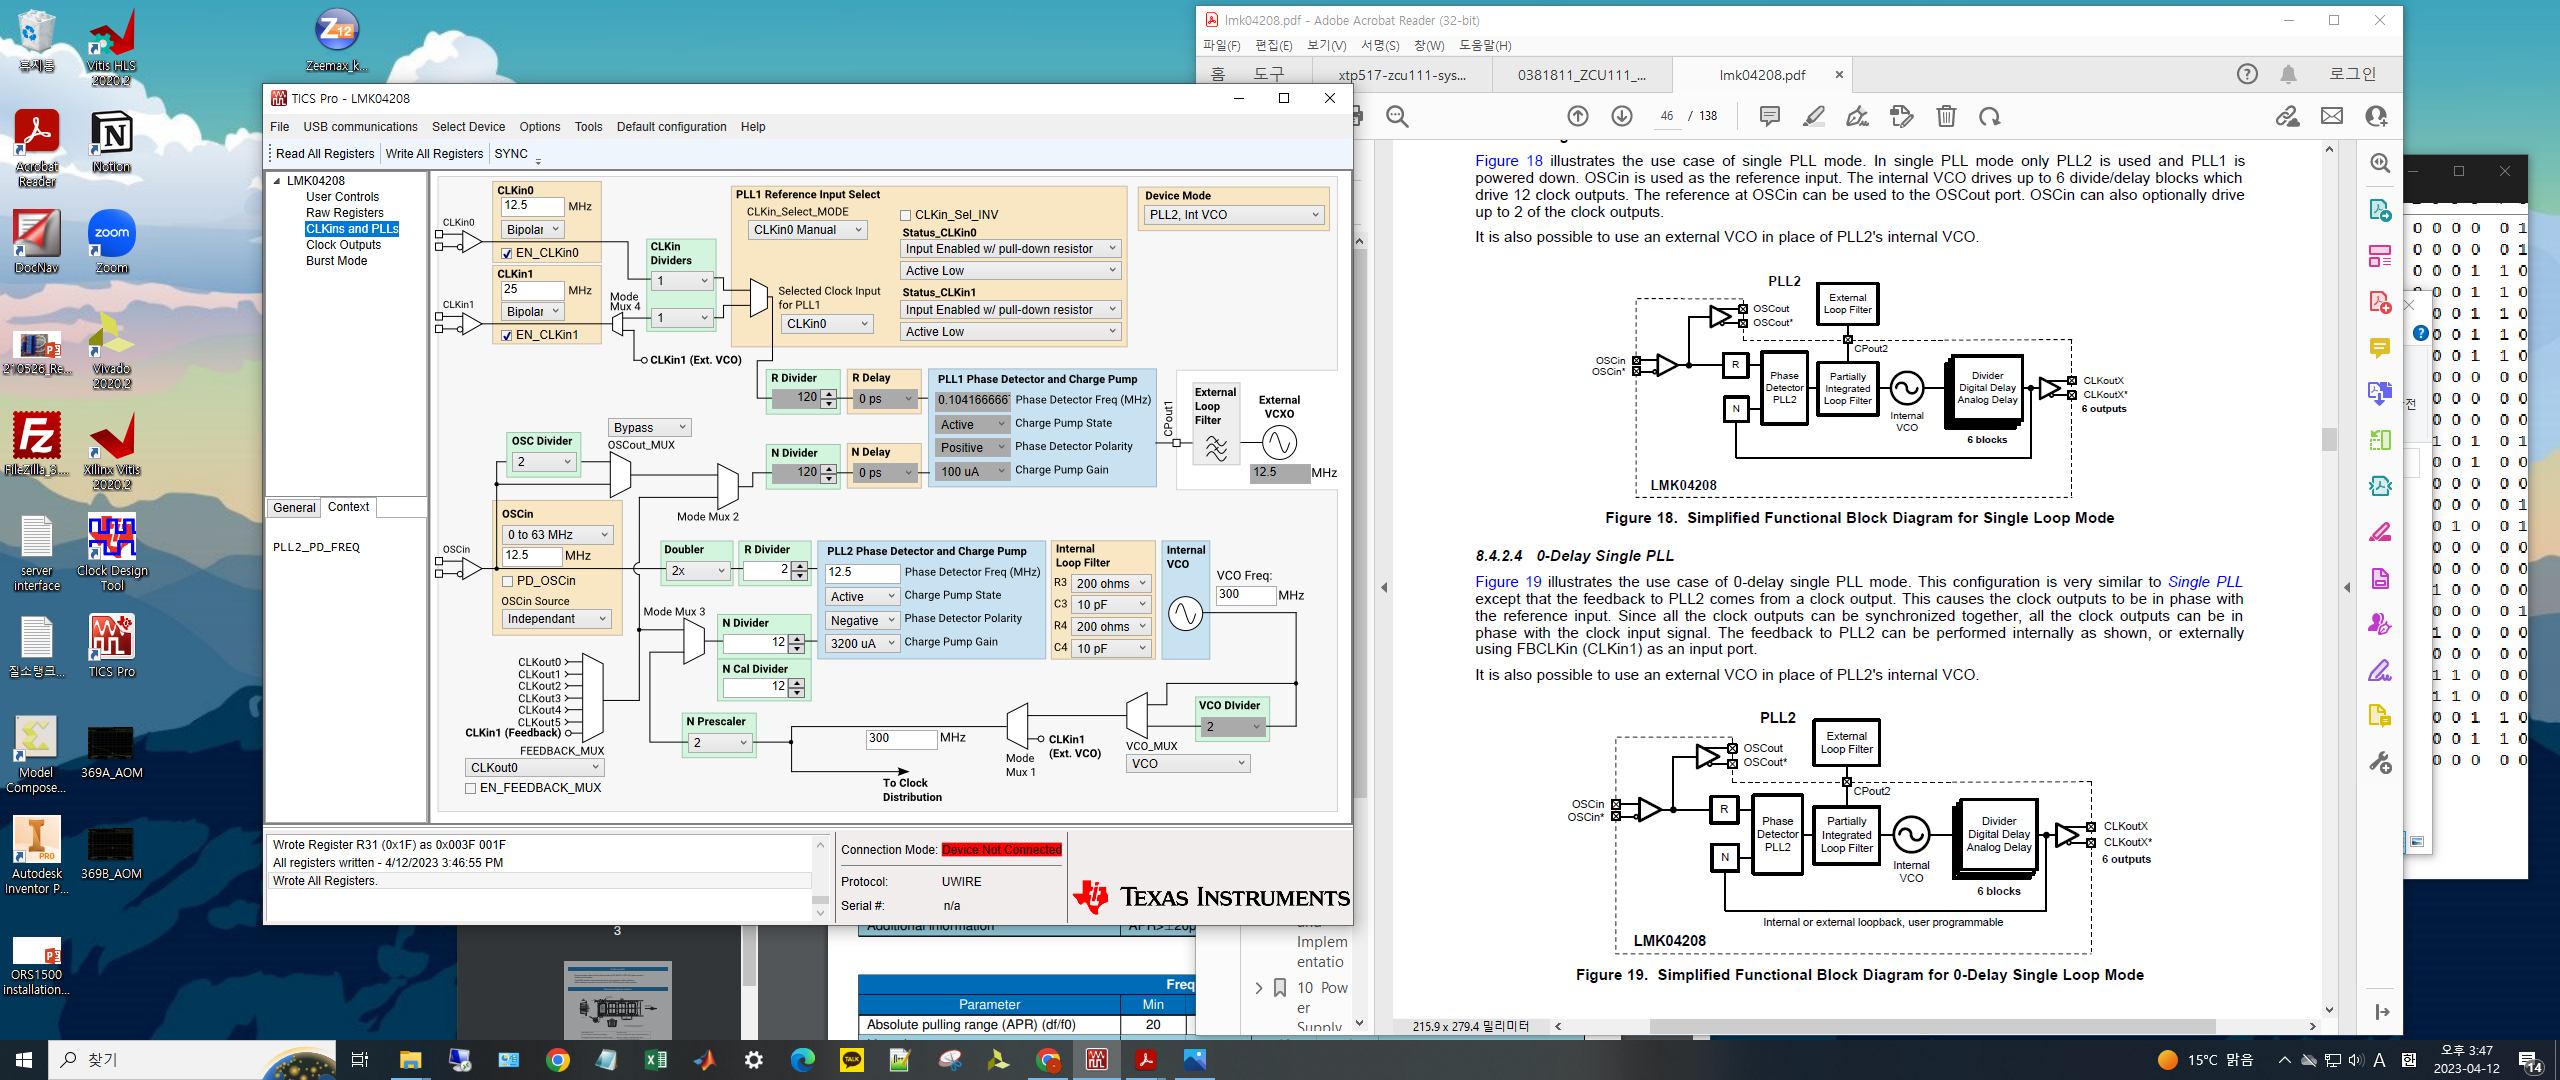 휴지통
Vitis HLS 2020.2
Zeemax_k...
Acrobat Reader
Notion
DocNav
Zoom
210526_Re...
Vivado 2020.2
FileZilla_3....
Xilinx Vitis 2020.2
server interface
Clock Design Tool
질소탱크...
TICS Pro
Model Compose...
369A_AOM
Autodesk Inventor P...
369B_AOM
ORS1500 installation...
TICS Pro - LMK04208
File USB communications Select Device Options Tools Default configuration Help
Read All Registers Write All Registers SYNC
LMK04208
User Controls
Raw Registers
CLKins and PLLs
Clock Outputs
Burst Mode
General Context
PLL2_PD_FREQ
CLKin0
12.5 MHz
Bipolar
EN_CLKin0
CLKin1
25 MHz
Bipolar
EN_CLKin1
CLKin0
CLKin1
Mode Mux 4
CLKin Dividers
1
1
CLKin1 (Ext. VCO)
PLL1 Reference Input Select
CLKin_Select_MODE
CLKin0 Manual
CLKin_Sel_INV
Status_CLKin0
Input Enabled w/ pull-down resistor
Active Low
Status_CLKin1
Input Enabled w/ pull-down resistor
Active Low
Selected Clock Input for PLL1
CLKin0
Device Mode
PLL2, Int VCO
R Divider
120
R Delay
0 ps
PLL1 Phase Detector and Charge Pump
0.104166666 Phase Detector Freq (MHz)
Active Charge Pump State
Positive Phase Detector Polarity
100 uA Charge Pump Gain
N Divider
120
N Delay
0 ps
CPout1
External Loop Filter
External VCXO
12.5 MHz
Bypass
OSCout_MUX
OSC Divider
2
Mode Mux 2
OSCin
OSCin
0 to 63 MHz
12.5 MHz
PD_OSCin
OSCin Source
Independant
Doubler
2x
R Divider
2
PLL2 Phase Detector and Charge Pump
12.5 Phase Detector Freq (MHz)
Active Charge Pump State
Negative Phase Detector Polarity
3200 uA Charge Pump Gain
Internal Loop Filter
R3 200 ohms
C3 10 pF
R4 200 ohms
C4 10 pF
Internal VCO
VCO Freq:
300 MHz
Mode Mux 3
N Divider
12
N Cal Divider
12
CLKout0
CLKout1
CLKout2
CLKout3
CLKout4
CLKout5
CLKin1 (Feedback)
FEEDBACK_MUX
CLKout0
EN_FEEDBACK_MUX
N Prescaler
2
300 MHz
To Clock Distribution
Mode Mux 1
CLKin1 (Ext. VCO)
VCO_MUX
VCO
VCO DIvider
2
Wrote Register R31 (0x1F) as 0x003F 001F
All registers written - 4/12/2023 3:46:55 PM
Wrote All Registers.
Connection Mode: Device Not Connected
Protocol: UWIRE
Serial #: n/a
TEXAS INSTRUMENTS
3
Additional information
Freq
Parameter Min
Absolute pulling range (APR) (df/f0) 20
lmk04208.pdf - Adobe Acrobat Reader (32-bit)
파일(F) 편집(E) 보기(V) 서명(S) 창(W) 도움말(H)
홈 도구 xtp517-zcu111-sys... 0381811_ZCU111_... lmk04208.pdf 로그인
46 / 138
Figure 18 illustrates the use case of single PLL mode. In single PLL mode only PLL2 is used and PLL1 is
powered down. OSCin is used as the reference input. The internal VCO drives up to 6 divide/delay blocks which
drive 12 clock outputs. The reference at OSCin can be used to the OSCout port. OSCin can also optionally drive
up to 2 of the clock outputs.
It is also possible to use an external VCO in place of PLL2's internal VCO.
PLL2
External Loop Filter
OSCout
OSCout*
CPout2
OSCin
OSCin*
R
N
Phase Detector PLL2
Partially Integrated Loop Filter
Internal VCO
Divider Digital Delay Analog Delay
6 blocks
CLKoutX
CLKoutX*
6 outputs
LMK04208
Figure 18. Simplified Functional Block Diagram for Single Loop Mode
8.4.2.4 0-Delay Single PLL
Figure 19 illustrates the use case of 0-delay single PLL mode. This configuration is very similar to Single PLL
except that the feedback to PLL2 comes from a clock output. This causes the clock outputs to be in phase with
the reference input. Since all the clock outputs can be synchronized together, all the clock outputs can be in
phase with the clock input signal. The feedback to PLL2 can be performed internally as shown, or externally
using FBCLKin (CLKin1) as an input port.
It is also possible to use an external VCO in place of PLL2's internal VCO.
PLL2
External Loop Filter
OSCout
OSCout*
CPout2
OSCin
OSCin*
R
N
Phase Detector PLL2
Partially Integrated Loop Filter
Internal VCO
Divider Digital Delay Analog Delay
6 blocks
CLKoutX
CLKoutX*
6 outputs
Internal or external loopback, user programmable
LMK04208
Figure 19. Simplified Functional Block Diagram for 0-Delay Single Loop Mode
Implementatio
10 Power Supply
215.9 x 279.4 밀리미터
찾기
15°C 맑음
A 한
오후 3:47
2023-04-12
14